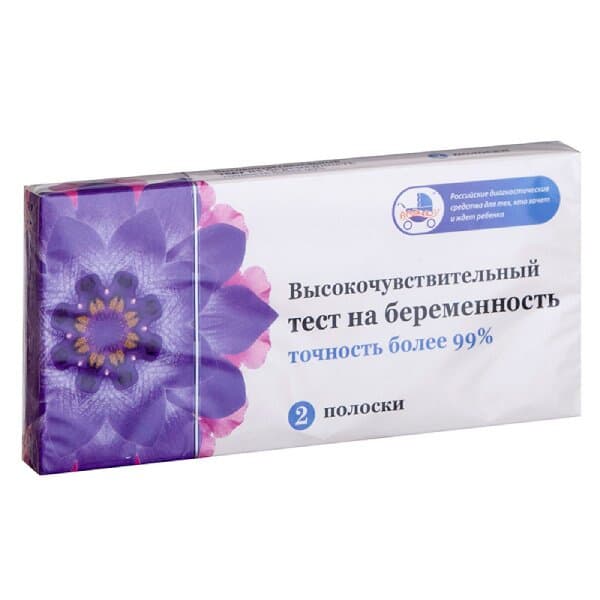 Российские диагностические
средства для тех, кто хочет
и ждет ребенка
Высокочувствительный
тест на беременность
точность более 99%
2 полоски